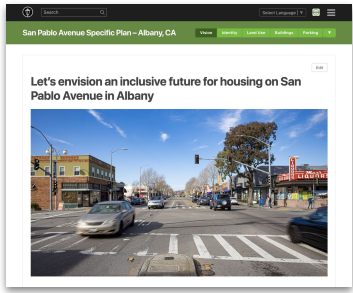 Search
Select Language
San Pablo Avenue Specific Plan – Albany, CA
Vision
Identity
Land Use
Buildings
Parking
Edit
Let's envision an inclusive future for housing on San
Pablo Avenue in Albany